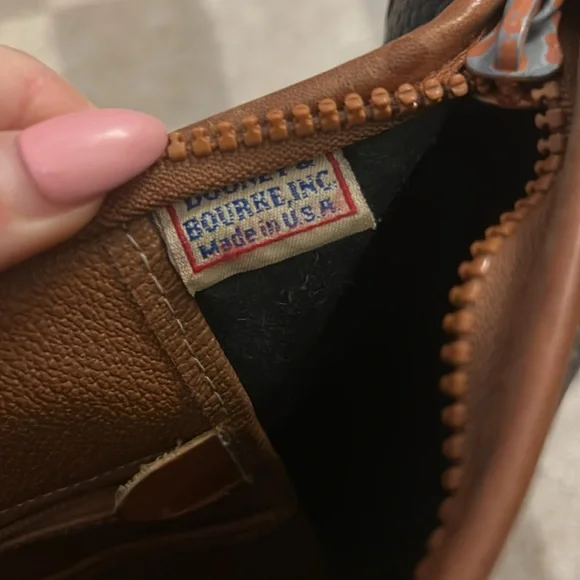 DOONEY &
BOURKE, INC.
Made in U.S.A.